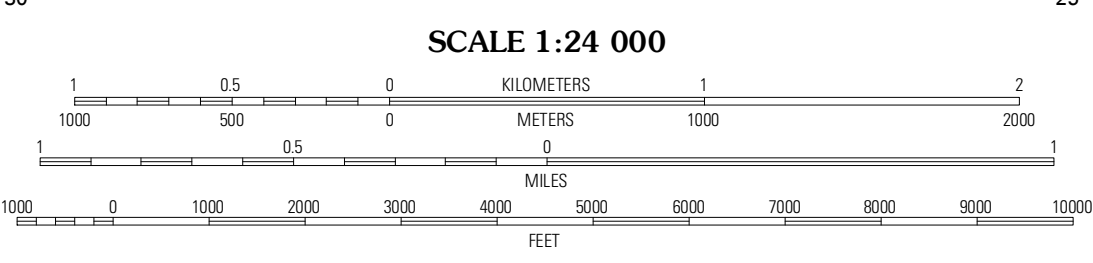 SCALE 1:24 000
1 0.5 0 KILOMETERS 1 2
1000 500 0 METERS 1000 2000
1 0.5 0 1
MILES
1000 0 1000 2000 3000 4000 5000 6000 7000 8000 9000 10000
FEET